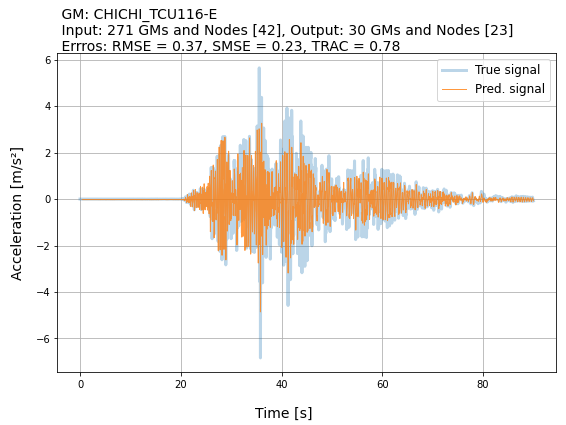 GM: CHICHI_TCU116-E
Input: 271 GMs and Nodes [42], Output: 30 GMs and Nodes [23]
Errros: RMSE = 0.37, SMSE = 0.23, TRAC = 0.78
True signal
Pred. signal
6
4
2
0
−2
−4
−6
Acceleration [m/s²]
0 20 40 60 80
Time [s]